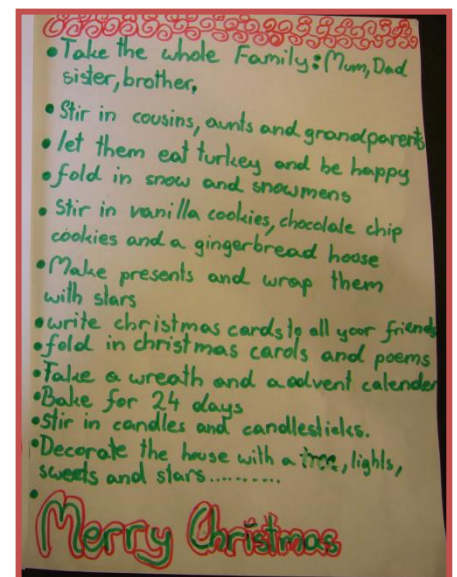 • Take the whole Family: Mum, Dad
sister, brother,
• Stir in cousins, aunts and grandparents
• let them eat turkey and be happy
• fold in snow and snowmens
• Stir in vanilla cookies, chocolate chip
cookies and a gingerbread house
• Make presents and wrap them
with stars
• write christmas cards to all your friends
• fold in christmas carols and poems
• Take a wreath and a advent calender
• Bake for 24 days
• Stir in candles and candlesticks.
• Decorate the house with a tree, lights,
sweets and stars..........
•
Merry Christmas